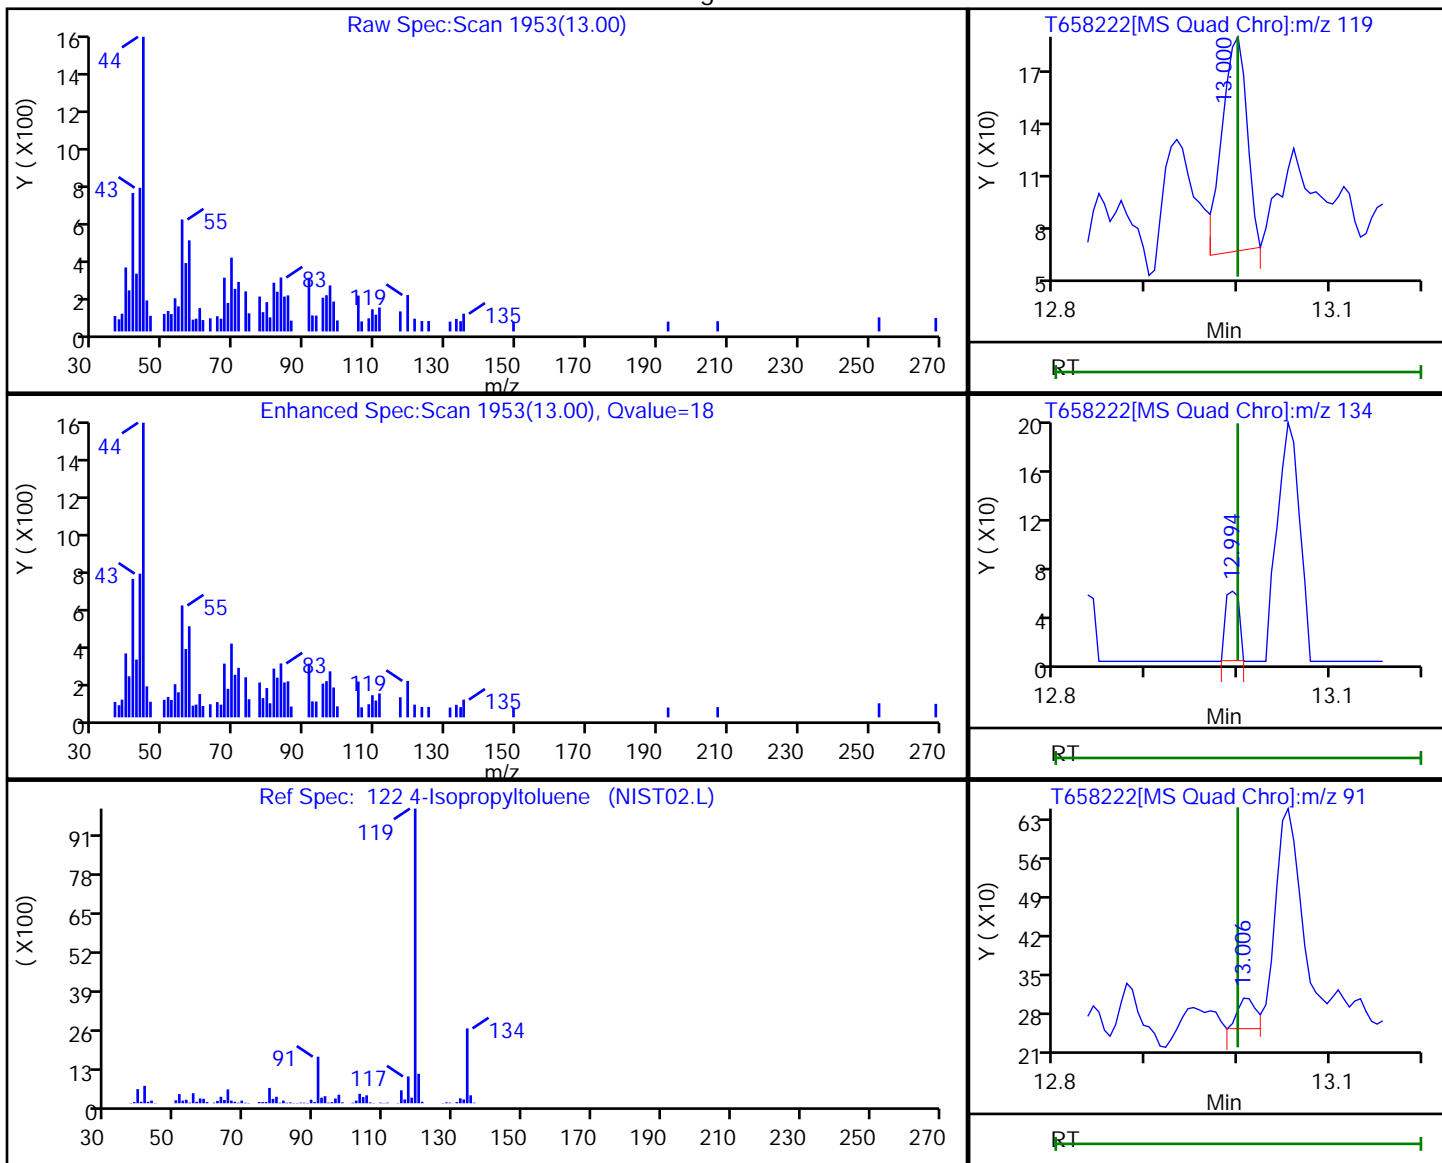 Raw Spec:Scan 1953(13.00)
Y ( X100)
16
14
12
10
8
6
4
2
0
44
43
55
83
119
135
30 50 70 90 110 130 150 170 190 210 230 250 270
m/z
T658222[MS Quad Chro]:m/z 119
Y ( X10)
17
14
11
8
5
13.000
12.8 13.1
Min
RT
Enhanced Spec:Scan 1953(13.00), Qvalue=18
Y ( X100)
16
14
12
10
8
6
4
2
0
44
43
55
83
119
135
30 50 70 90 110 130 150 170 190 210 230 250 270
m/z
T658222[MS Quad Chro]:m/z 134
Y ( X10)
20
16
12
8
4
0
12.994
12.8 13.1
Min
RT
Ref Spec: 122 4-Isopropyltoluene (NIST02.L)
( X100)
91
78
65
52
39
26
13
0
119
134
91
117
30 50 70 90 110 130 150 170 190 210 230 250 270
T658222[MS Quad Chro]:m/z 91
Y ( X10)
63
56
49
42
35
28
21
13.006
12.8 13.1
Min
RT